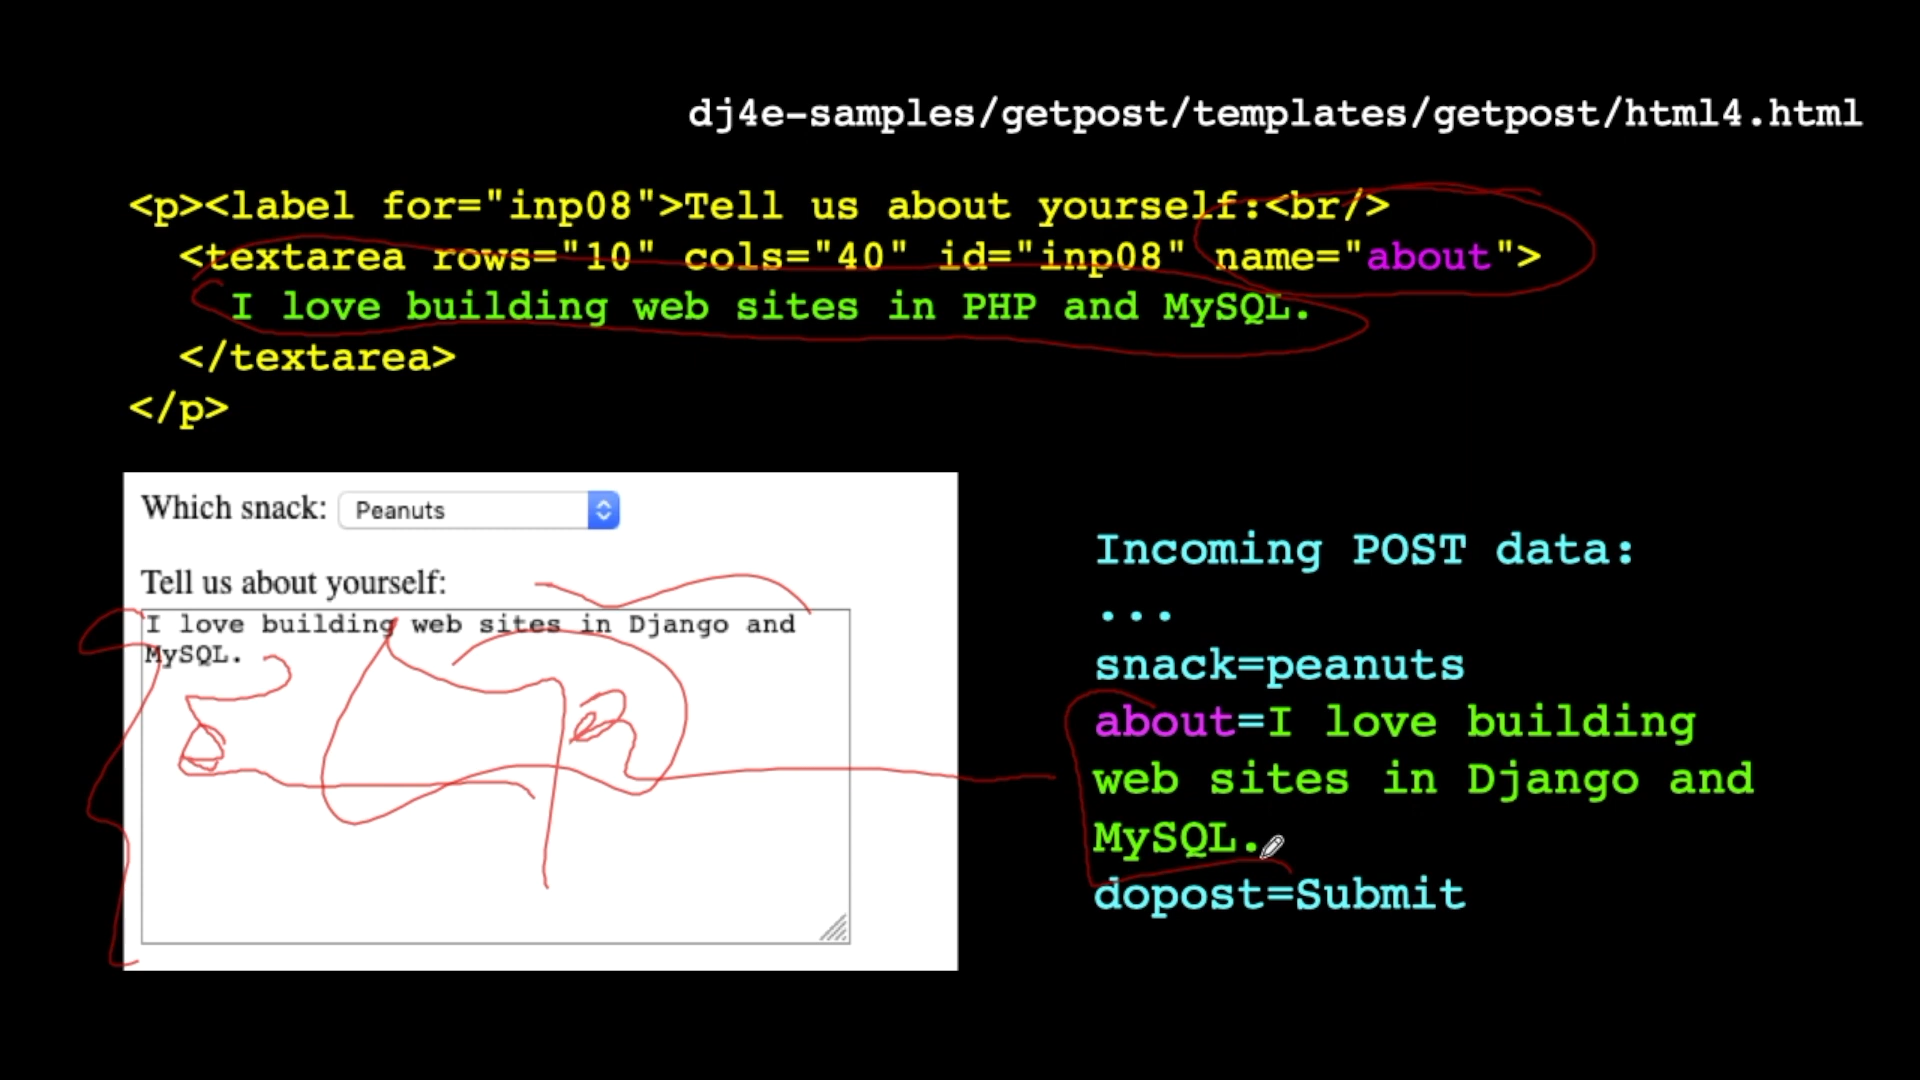 dj4e-samples/getpost/templates/getpost/html4.html
<p><label for="inp08">Tell us about yourself:<br/>
<textarea rows="10" cols="40" id="inp08" name="about">
I love building web sites in PHP and MySQL.
</textarea>
</p>
Which snack: Peanuts
Tell us about yourself:
I love building web sites in Django and
MySQL.
Incoming POST data:
...
snack=peanuts
about=I love building
web sites in Django and
MySQL.
dopost=Submit